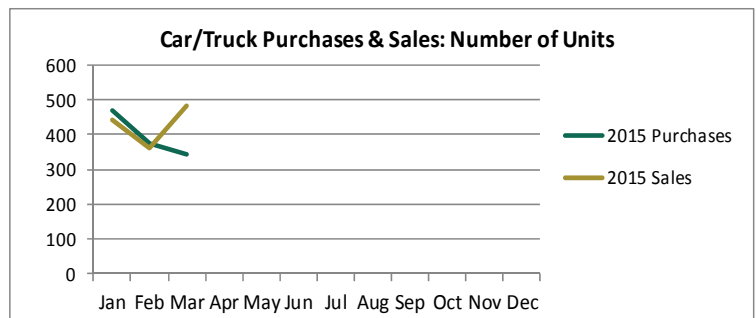 Car/Truck Purchases & Sales: Number of Units
600
500
400
300
200
100
0
2015 Purchases
2015 Sales
Jan Feb Mar Apr May Jun Jul Aug Sep Oct Nov Dec